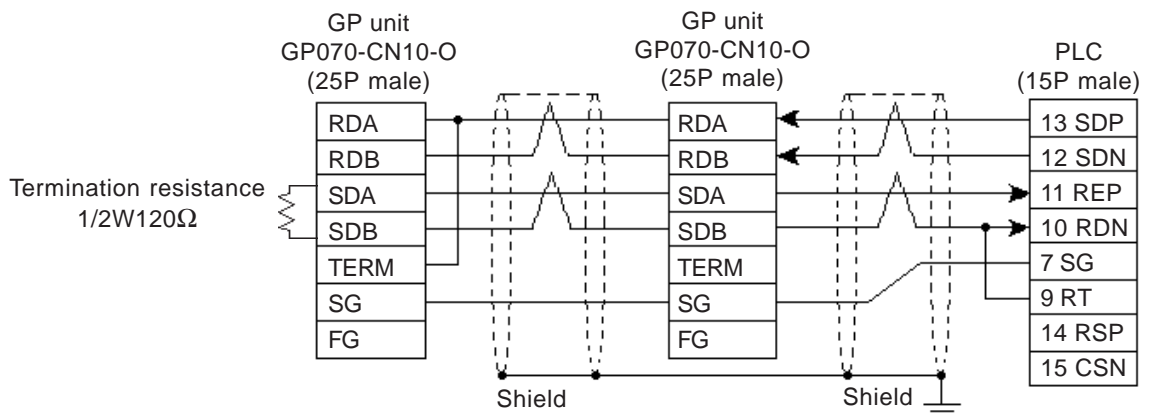 GP unit
GP070-CN10-O
(25P male)
GP unit
GP070-CN10-O
(25P male)
PLC
(15P male)
Termination resistance
1/2W120Ω
RDA
RDB
SDA
SDB
TERM
SG
FG
RDA
RDB
SDA
SDB
TERM
SG
FG
13 SDP
12 SDN
11 REP
10 RDN
7 SG
9 RT
14 RSP
15 CSN
Shield
Shield